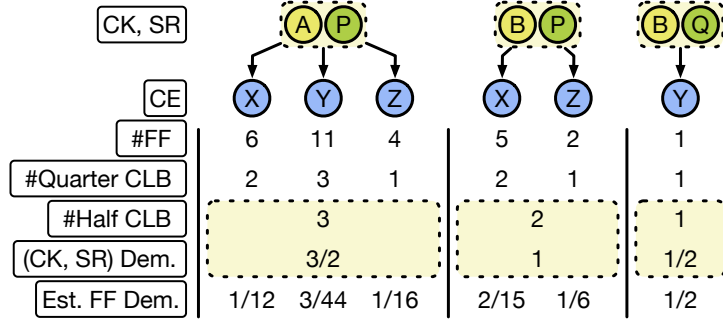 CK, SR A P B P B Q
CE X Y Z X Z Y
#FF 6 11 4 5 2 1
#Quarter CLB 2 3 1 2 1 1
#Half CLB 3 2 1
(CK, SR) Dem. 3/2 1 1/2
Est. FF Dem. 1/12 3/44 1/16 2/15 1/6 1/2